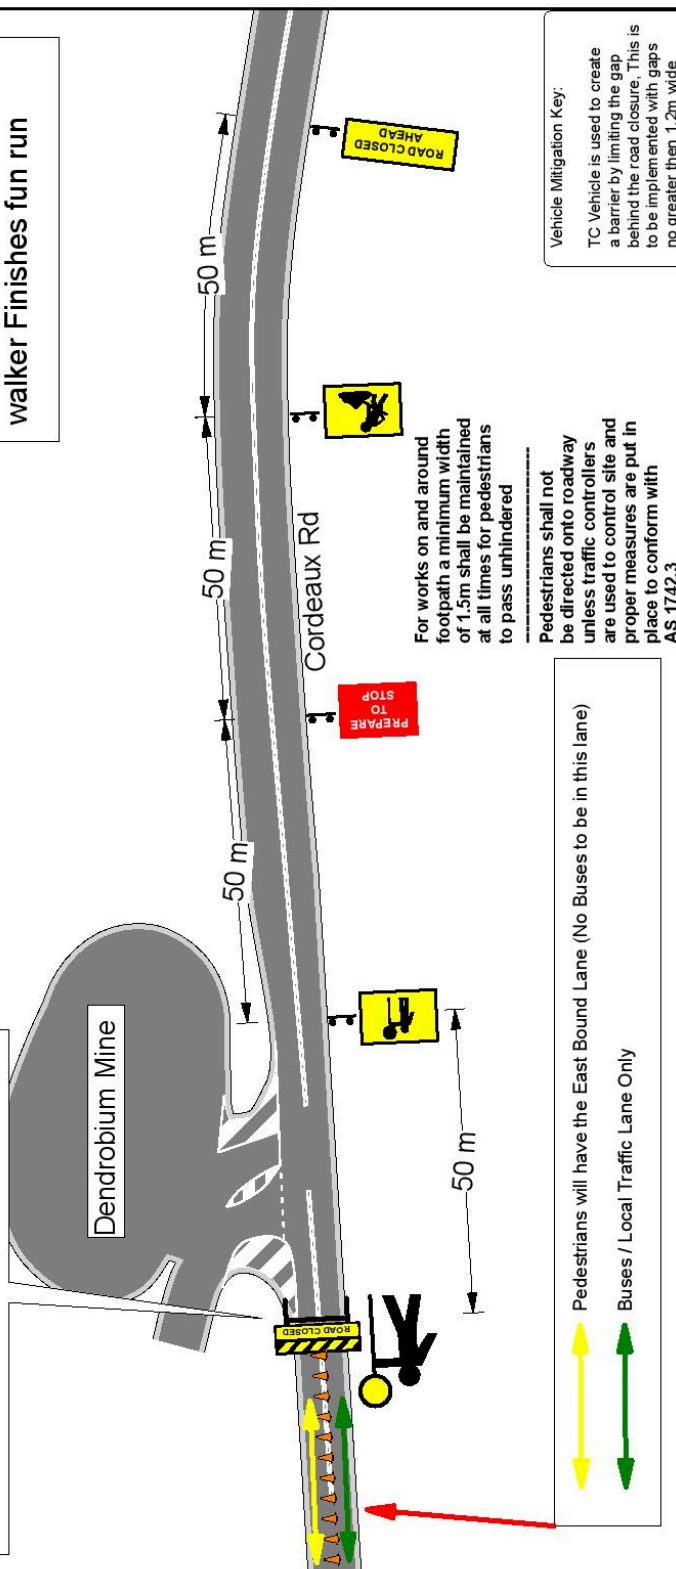 walker Finishes fun run
50 m
50 m
50 m
50 m
Cordeaux Rd
Dendrobium Mine
ROAD CLOSED
AHEAD
PREPARE
TO
STOP
ROAD CLOSED
For works on and around
footpath a minimum width
of 1.5m shall be maintained
at all times for pedestrians
to pass unhindered
------------------------
Pedestrians shall not
be directed onto roadway
unless traffic controllers
are used to control site and
proper measures are put in
place to conform with
AS 1742.3
Vehicle Mitigation Key:
TC Vehicle is used to create
a barrier by limiting the gap
behind the road closure, This is
to be implemented with gaps
no greater then 1.2m wide
Pedestrians will have the East Bound Lane (No Buses to be in this lane)
Buses / Local Traffic Lane Only